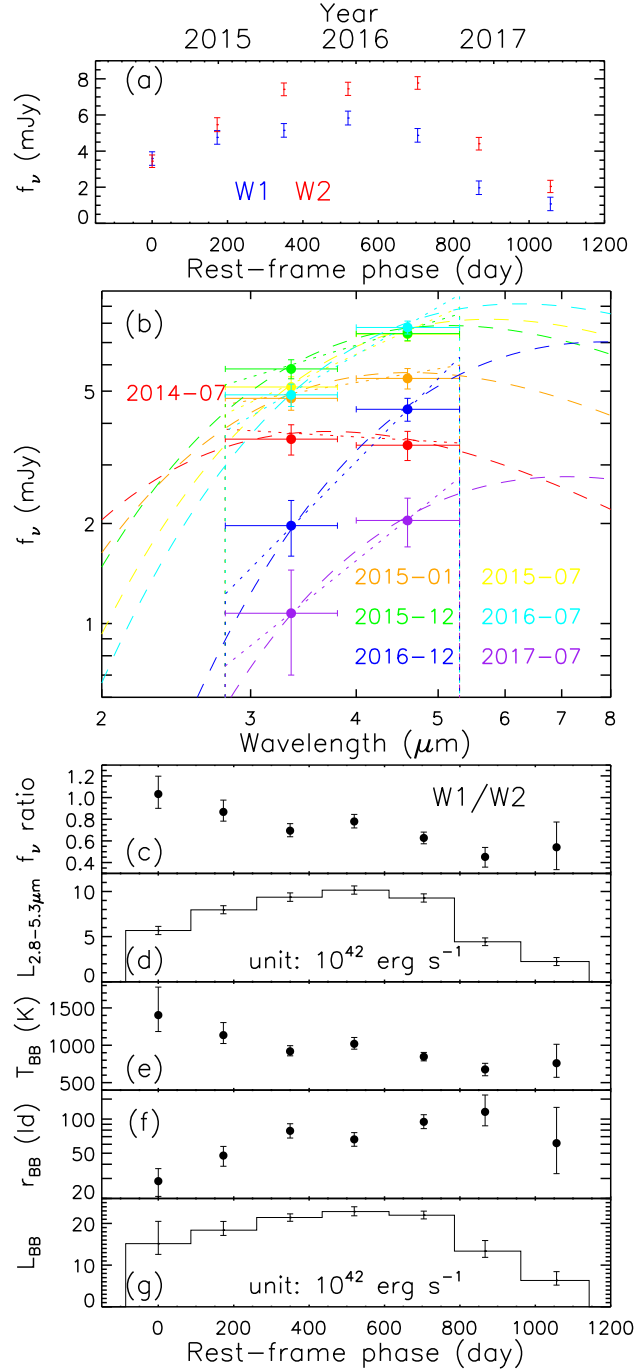 Year
2015 2016 2017
(a)
8
6
4
2
0
f_ν (mJy)
W1 W2
0 200 400 600 800 1000 1200
Rest-frame phase (day)
(b)
2014-07
5
2
1
f_ν (mJy)
2015-01 2015-07
2015-12 2016-07
2016-12 2017-07
2 3 4 5 6 7 8
Wavelength (μm)
1.2
1.0
0.8
0.6
0.4
f_ν ratio
W1/W2
(c)
10
5
0
L_2.8-5.3μm
(d) unit: 10^42 erg s^-1
1500
1000
500
T_BB (K)
(e)
100
50
20
r_BB (ld)
(f)
20
10
0
L_BB
(g) unit: 10^42 erg s^-1
0 200 400 600 800 1000 1200
Rest-frame phase (day)